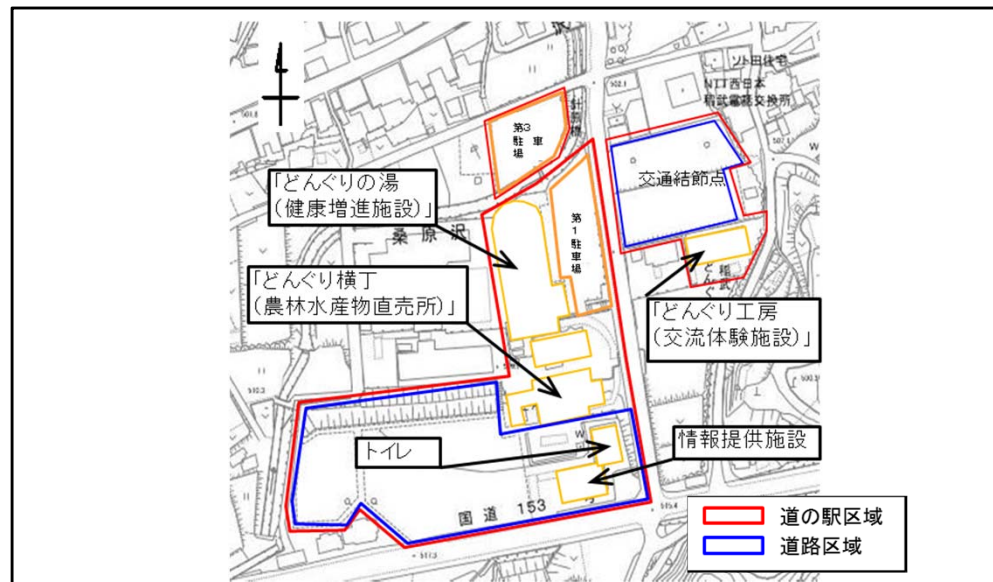 ソト田住宅
NTT西日本
稲武電話交換所
第3
駐車場
交通結節点
「どんぐりの湯
(健康増進施設)」
桑原沢
第1駐車場
「どんぐり横丁
(農林水産物直売所)」
「どんぐり工房
(交流体験施設)」
トイレ
情報提供施設
国道 153
道の駅区域
道路区域